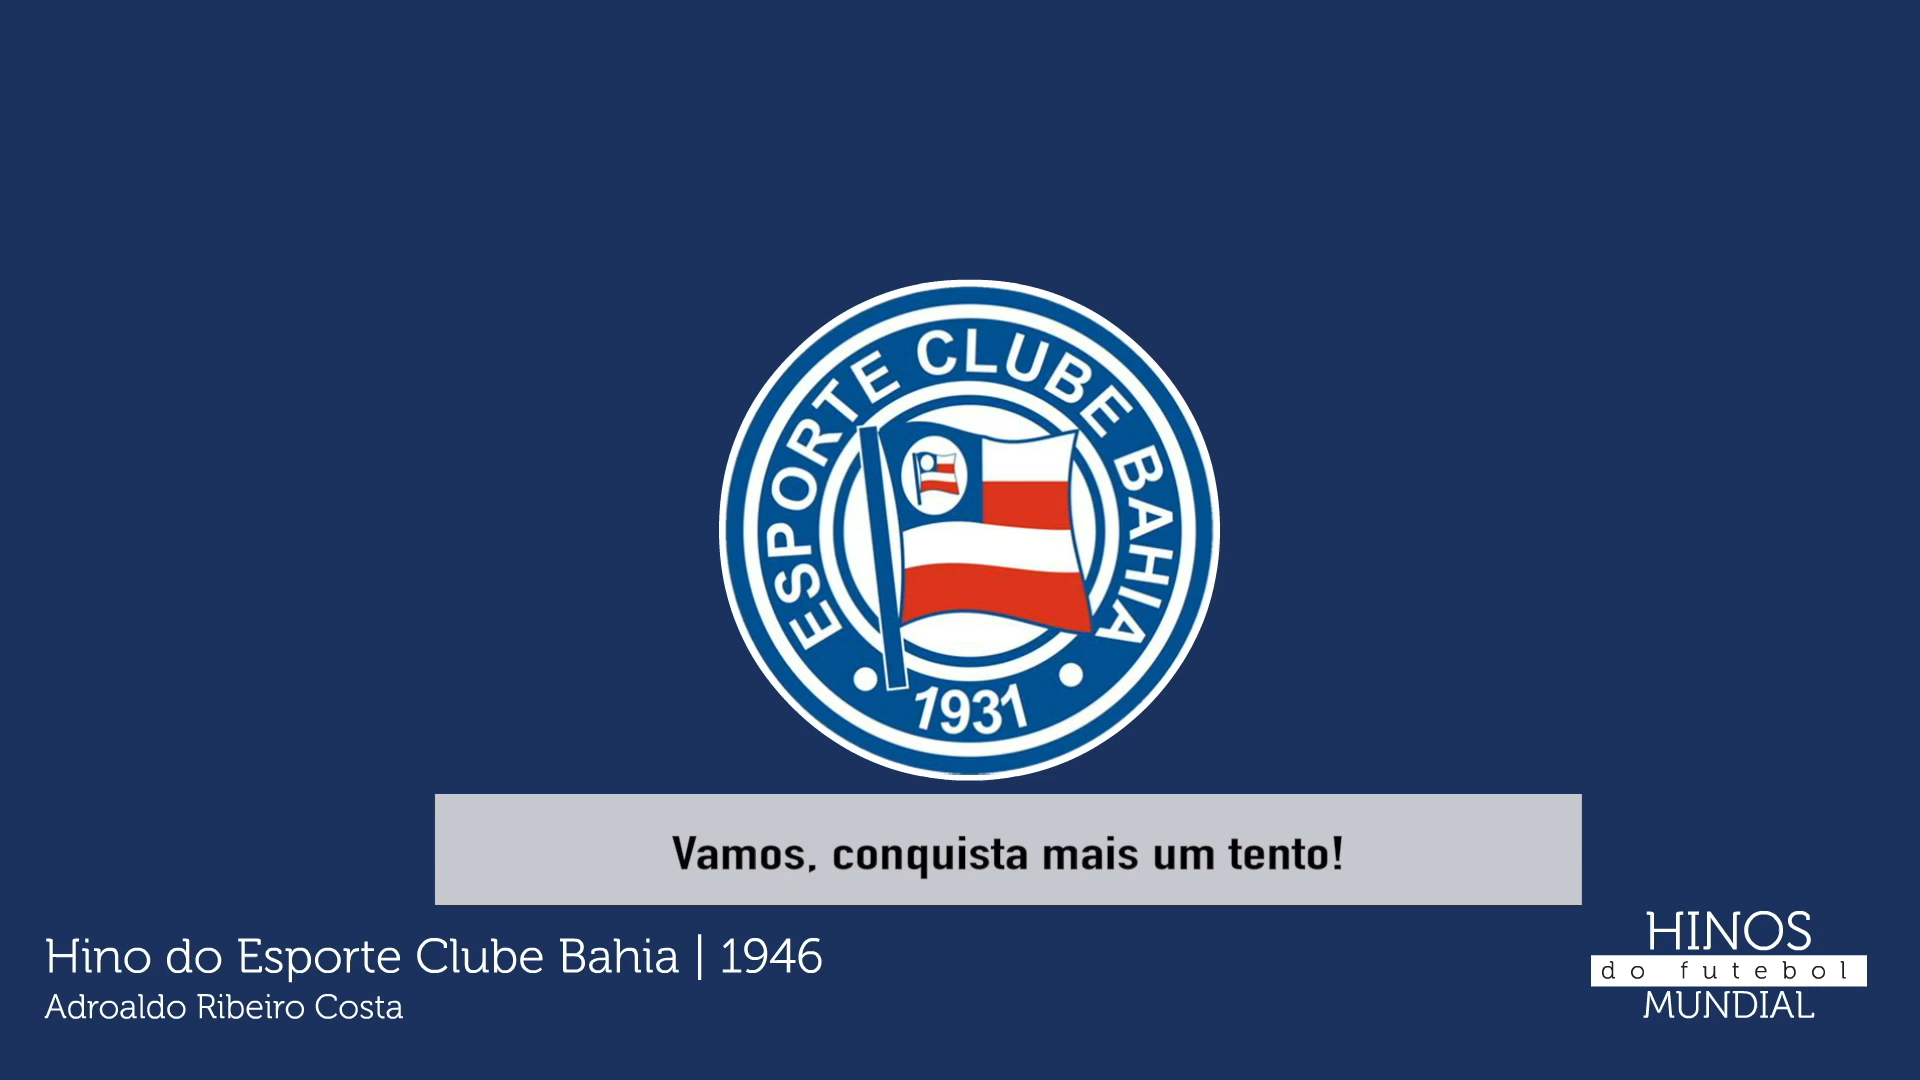 ESPORTE CLUBE BAHIA
1931
Vamos, conquista mais um tento!
Hino do Esporte Clube Bahia | 1946
Adroaldo Ribeiro Costa
HINOS
do futebol
MUNDIAL